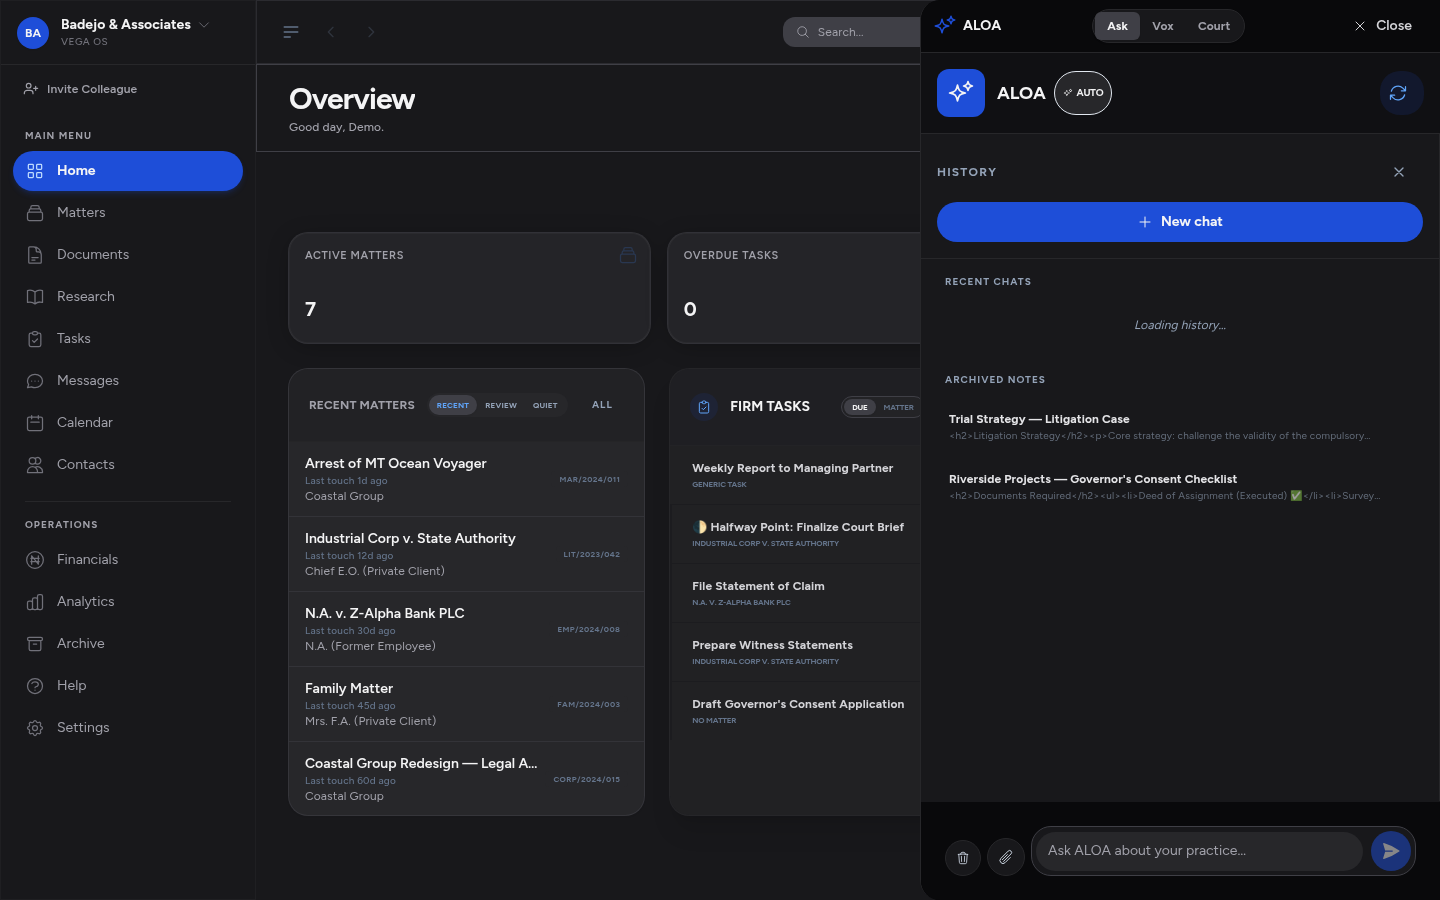 BA
Badejo & Associates
VEGA OS
Invite Colleague
MAIN MENU
Home
Matters
Documents
Research
Tasks
Messages
Calendar
Contacts
OPERATIONS
Financials
Analytics
Archive
Help
Settings
Search...
Overview
Good day, Demo.
ACTIVE MATTERS
7
OVERDUE TASKS
0
RECENT MATTERS
RECENT
REVIEW
QUIET
ALL
Arrest of MT Ocean Voyager
Last touch 1d ago
MAR/2024/011
Coastal Group
Industrial Corp v. State Authority
Last touch 12d ago
LIT/2023/042
Chief E.O. (Private Client)
N.A. v. Z-Alpha Bank PLC
Last touch 30d ago
EMP/2024/008
N.A. (Former Employee)
Family Matter
Last touch 45d ago
FAM/2024/003
Mrs. F.A. (Private Client)
Coastal Group Redesign — Legal A...
Last touch 60d ago
CORP/2024/015
Coastal Group
FIRM TASKS
DUE
MATTER
Weekly Report to Managing Partner
GENERIC TASK
🌗 Halfway Point: Finalize Court Brief
INDUSTRIAL CORP V. STATE AUTHORITY
File Statement of Claim
N.A. V. Z-ALPHA BANK PLC
Prepare Witness Statements
INDUSTRIAL CORP V. STATE AUTHORITY
Draft Governor's Consent Application
NO MATTER
ALOA
Ask
Vox
Court
Close
ALOA
AUTO
HISTORY
New chat
RECENT CHATS
Loading history...
ARCHIVED NOTES
Trial Strategy — Litigation Case
<h2>Litigation Strategy</h2><p>Core strategy: challenge the validity of the compulsory...
Riverside Projects — Governor's Consent Checklist
<h2>Documents Required</h2><ul><li>Deed of Assignment (Executed) ✅</li><li>Survey...
Ask ALOA about your practice...